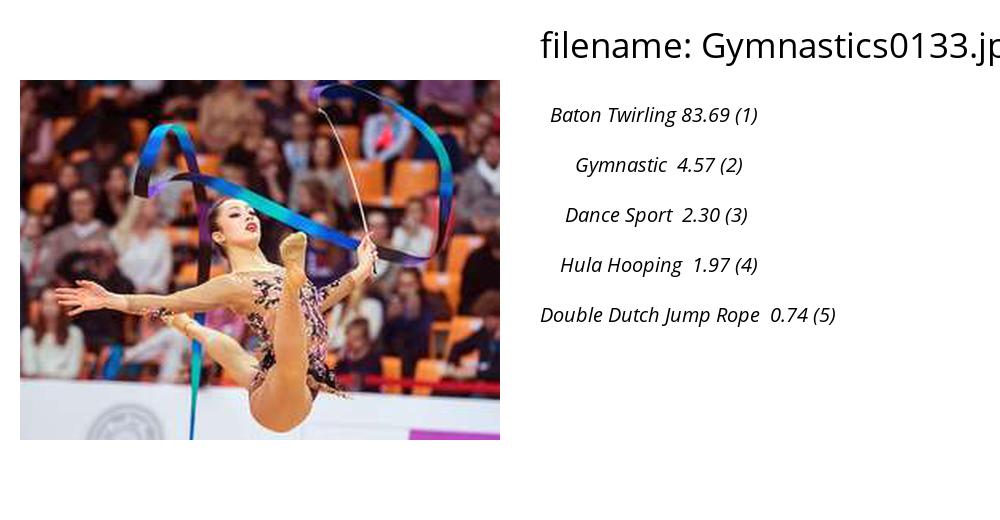 filename: Gymnastics0133.jp
Baton Twirling 83.69 (1)
Gymnastic 4.57 (2)
Dance Sport 2.30 (3)
Hula Hooping 1.97 (4)
Double Dutch Jump Rope 0.74 (5)